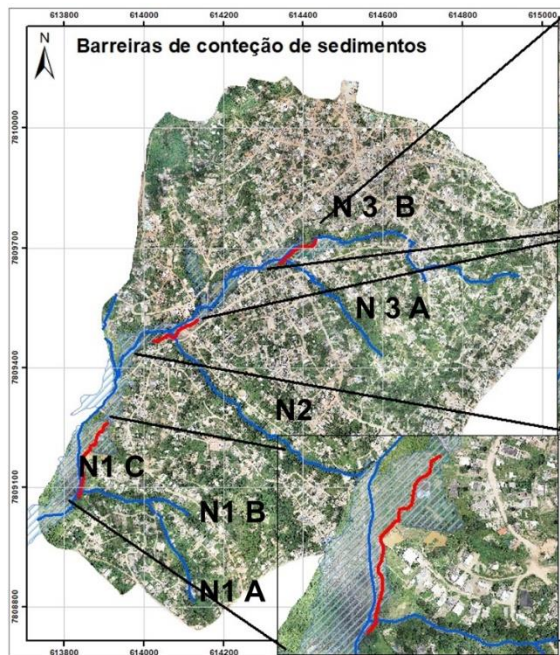 613800 614000 614200 614400 614600 614800 615000
N
Barreiras de conteção de sedimentos
7810000
7809700
7809400
7809100
7808800
N 3 B
N 3 A
N2
N1 C
N1 B
N1 A
613800 614000 614200